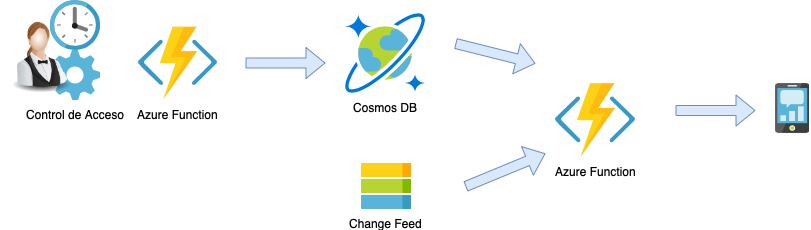 Control de Acceso
Azure Function
Cosmos DB
Azure Function
Change Feed